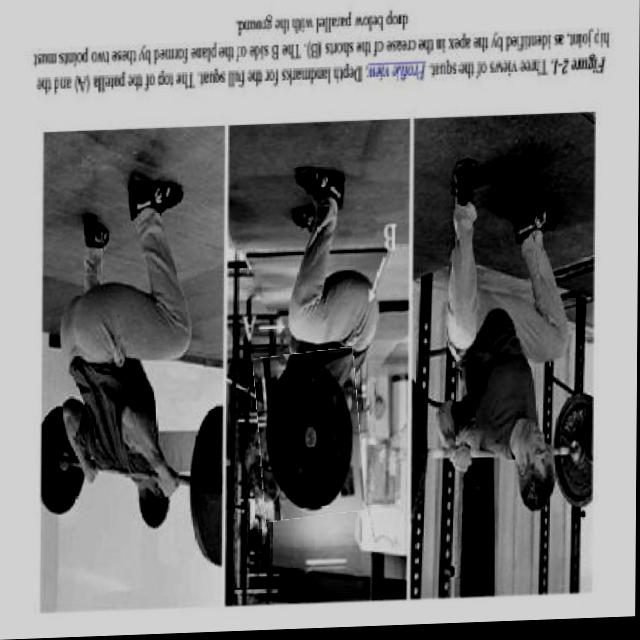 Figure 2-1. Three views of the squat. Profile view, Depth landmarks for the full squat. The top of the patella (A) and the
hip joint, as identified by the apex in the crease of the shorts (B). The B side of the plane formed by these two points must
drop below parallel with the ground.
B
A